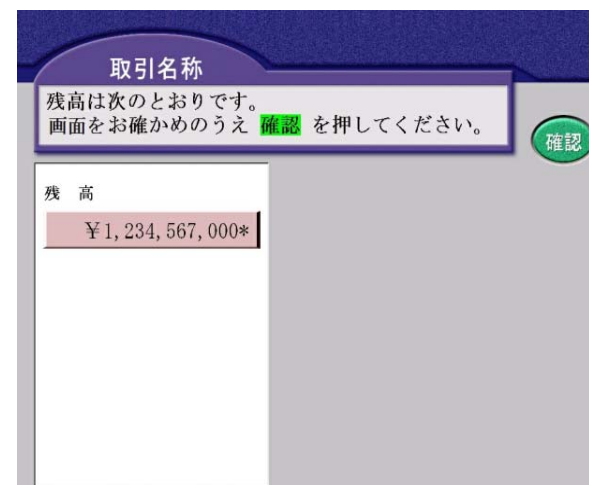 取引名称
残高は次のとおりです。
画面をお確かめのうえ 確認 を押してください。
確認
残 高
¥1,234,567,000*